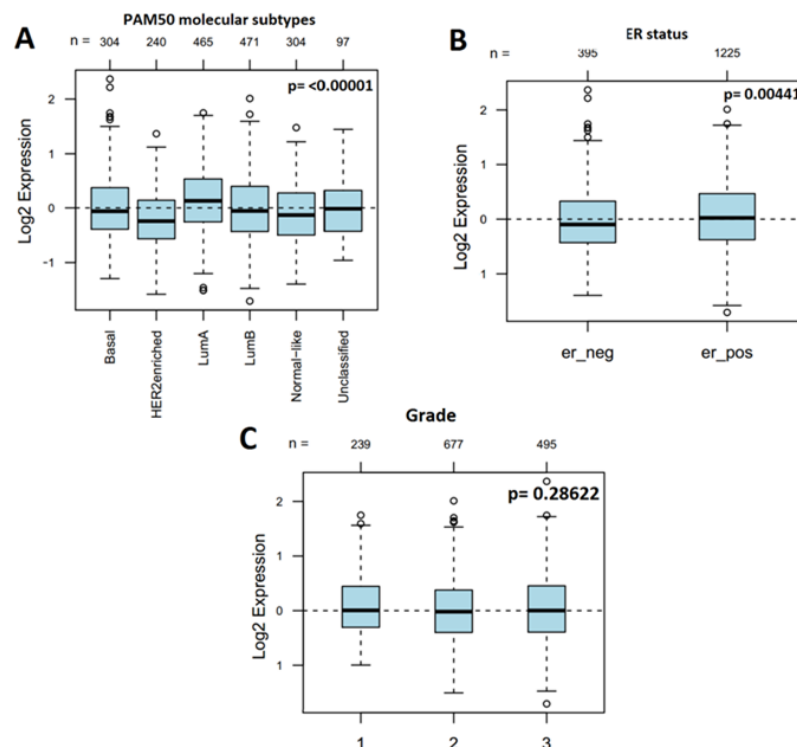 PAM50 molecular subtypes
A
n = 304 240 465 471 304 97
p= <0.00001
Log2 Expression
2
1
0
-1
Basal
HER2enriched
LumA
LumB
Normal-like
Unclassified
B
ER status
n = 395 1225
p= 0.00441
Log2 Expression
2
1
0
1
er_neg er_pos
C
Grade
n = 239 677 495
p= 0.28622
Log2 Expression
2
1
0
1
1 2 3